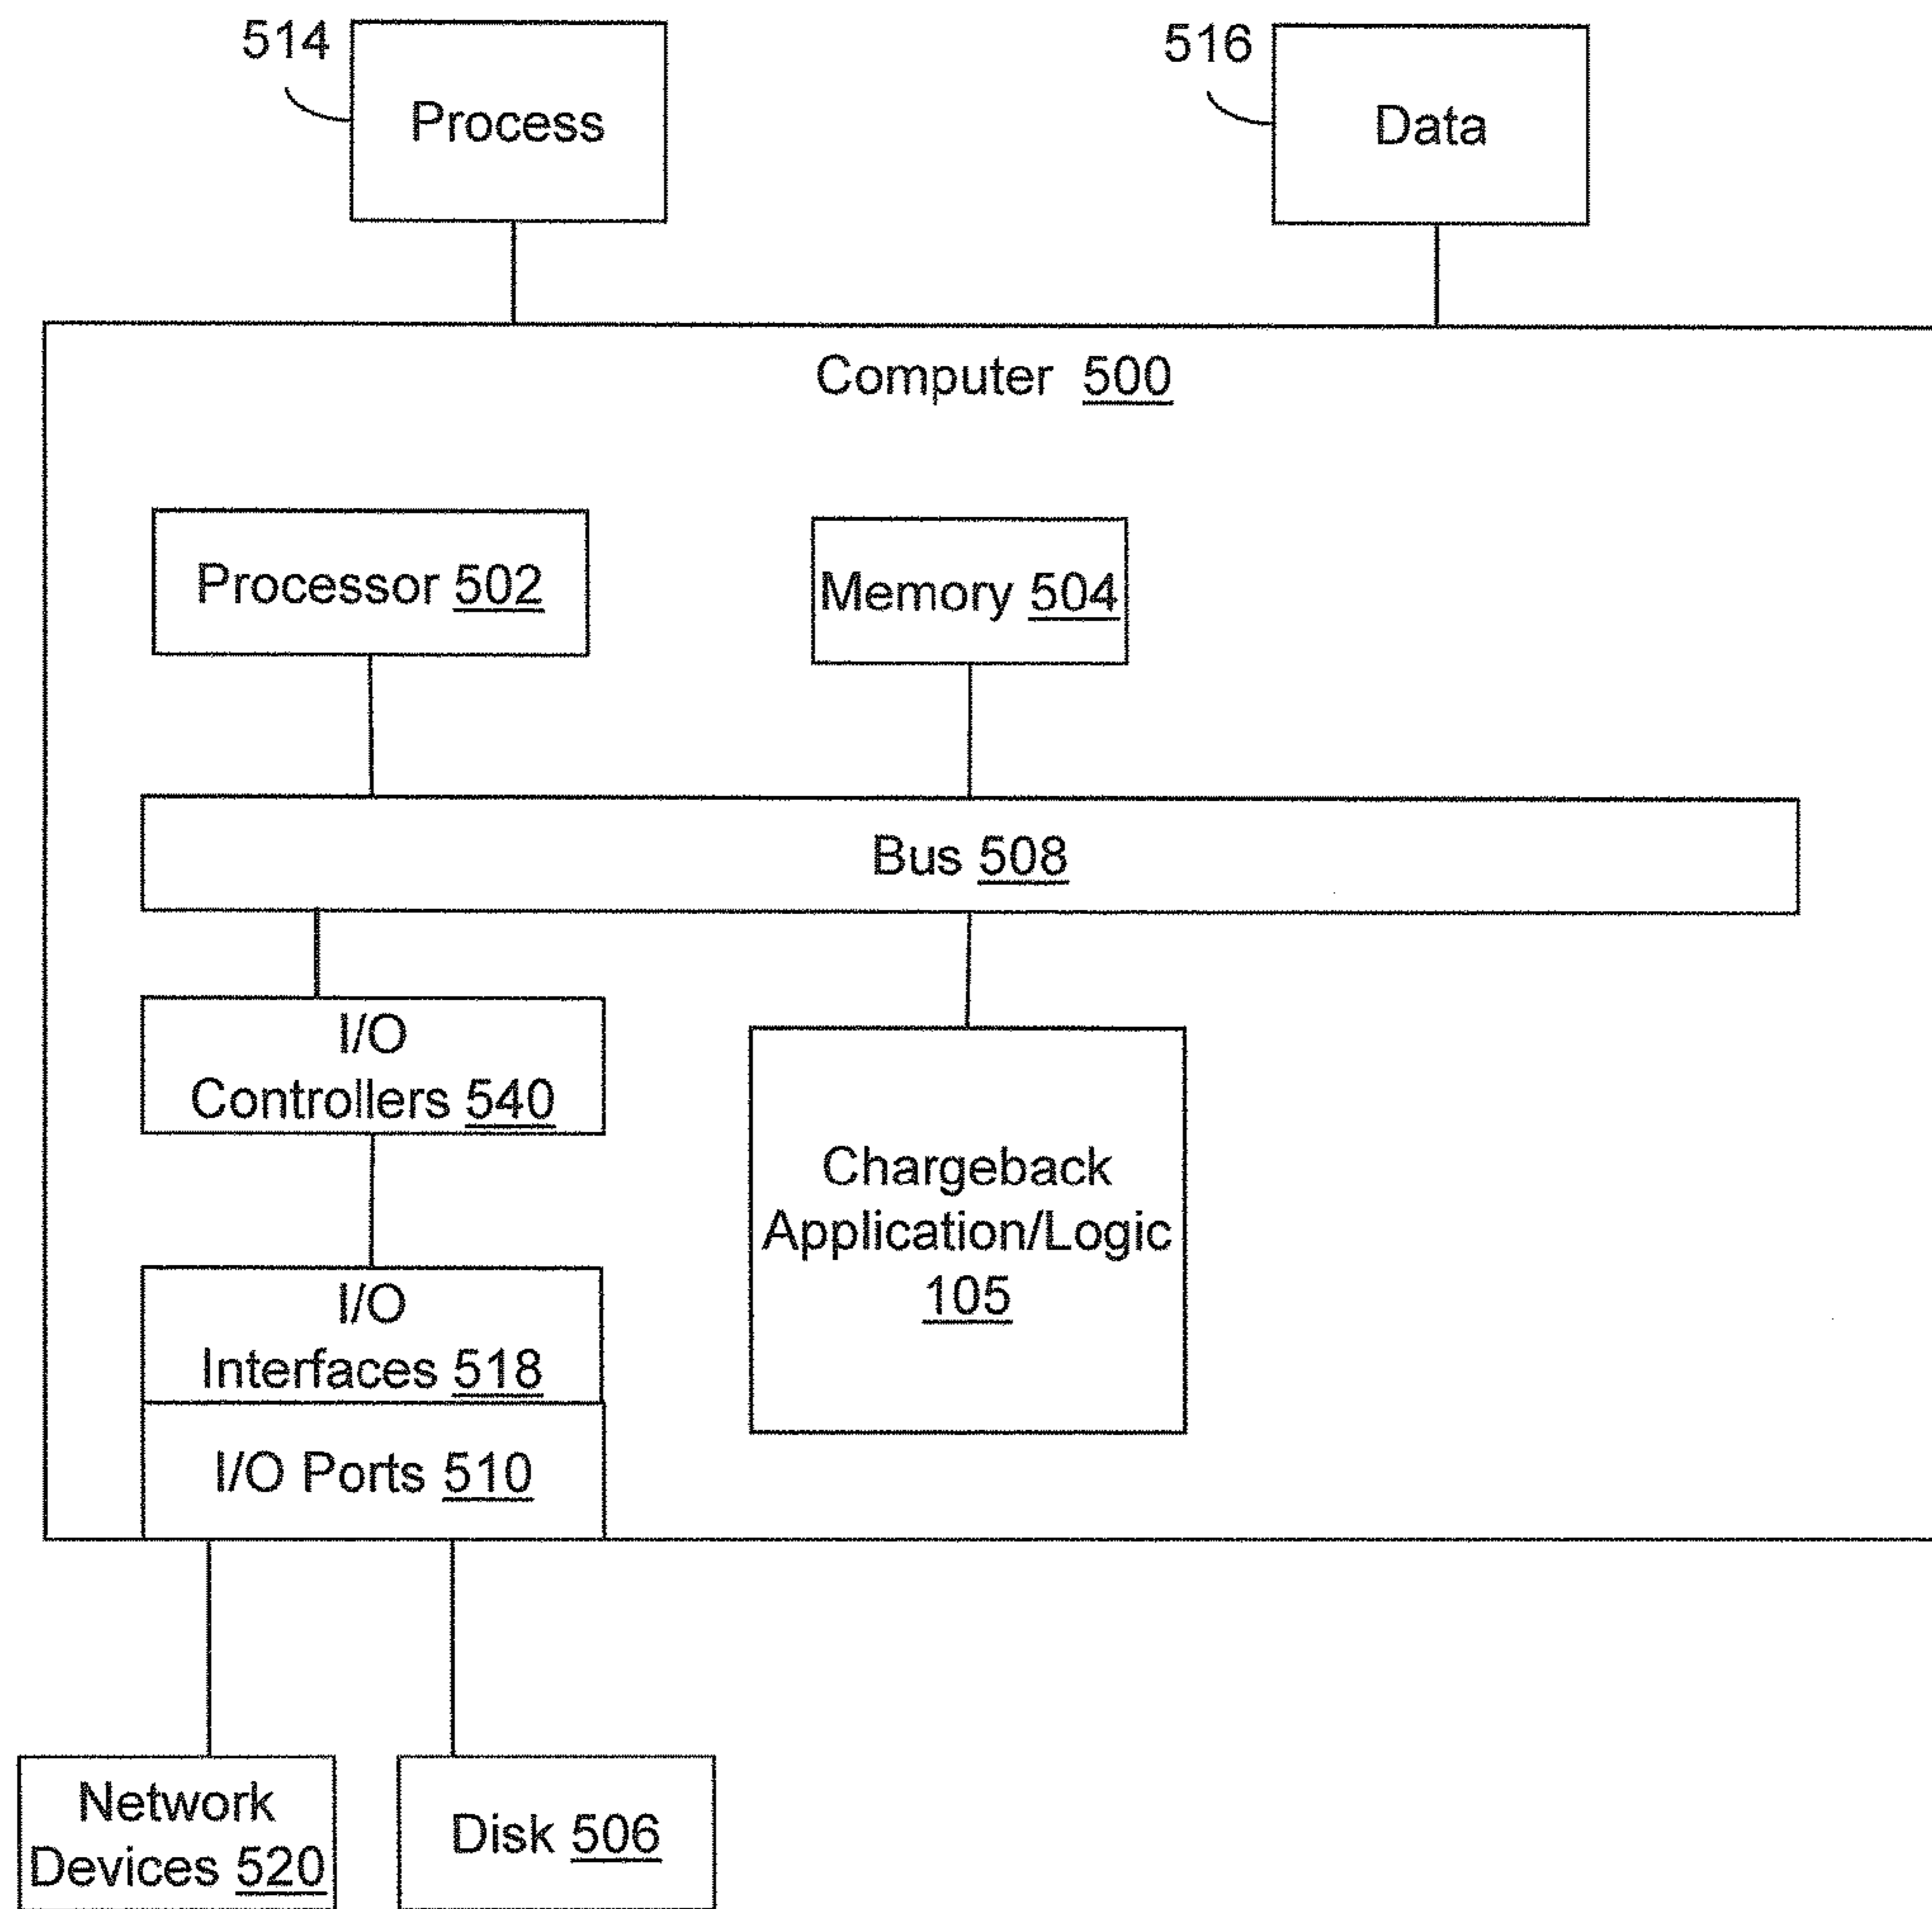 514
Process
516
Data
Computer 500
Processor 502
Memory 504
Bus 508
I/O
Controllers 540
Chargeback
Application/Logic
105
I/O
Interfaces 518
I/O Ports 510
Network
Devices 520
Disk 506